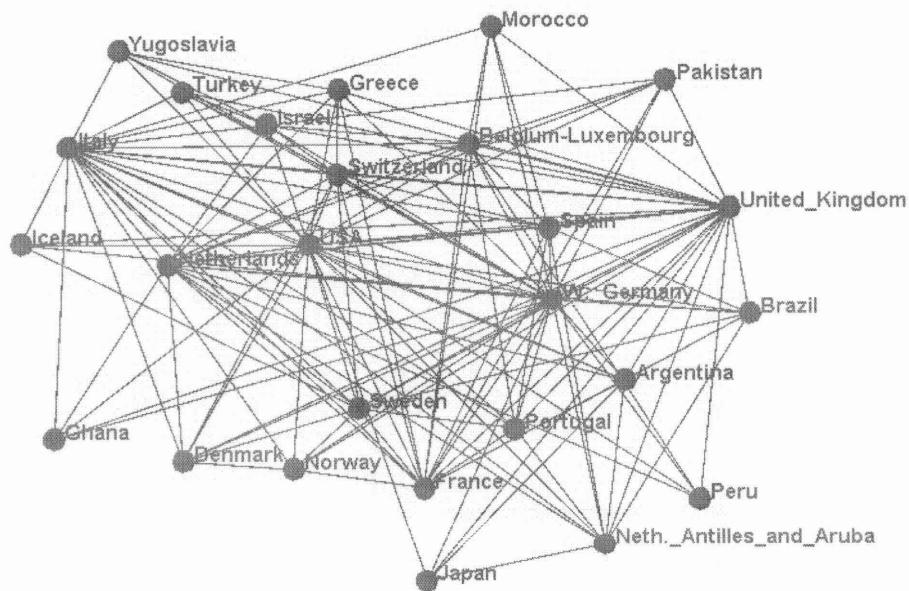 Morocco
Yugoslavia
Turkey
Greece
Pakistan
Israel
Italy
Belgium-Luxembourg
Switzerland
United_Kingdom
Spain
Iceland
USA
Netherlands
W._Germany
Brazil
Argentina
Sweden
Portugal
Ghana
Denmark
Norway
France
Peru
Neth._Antilles_and_Aruba
Japan